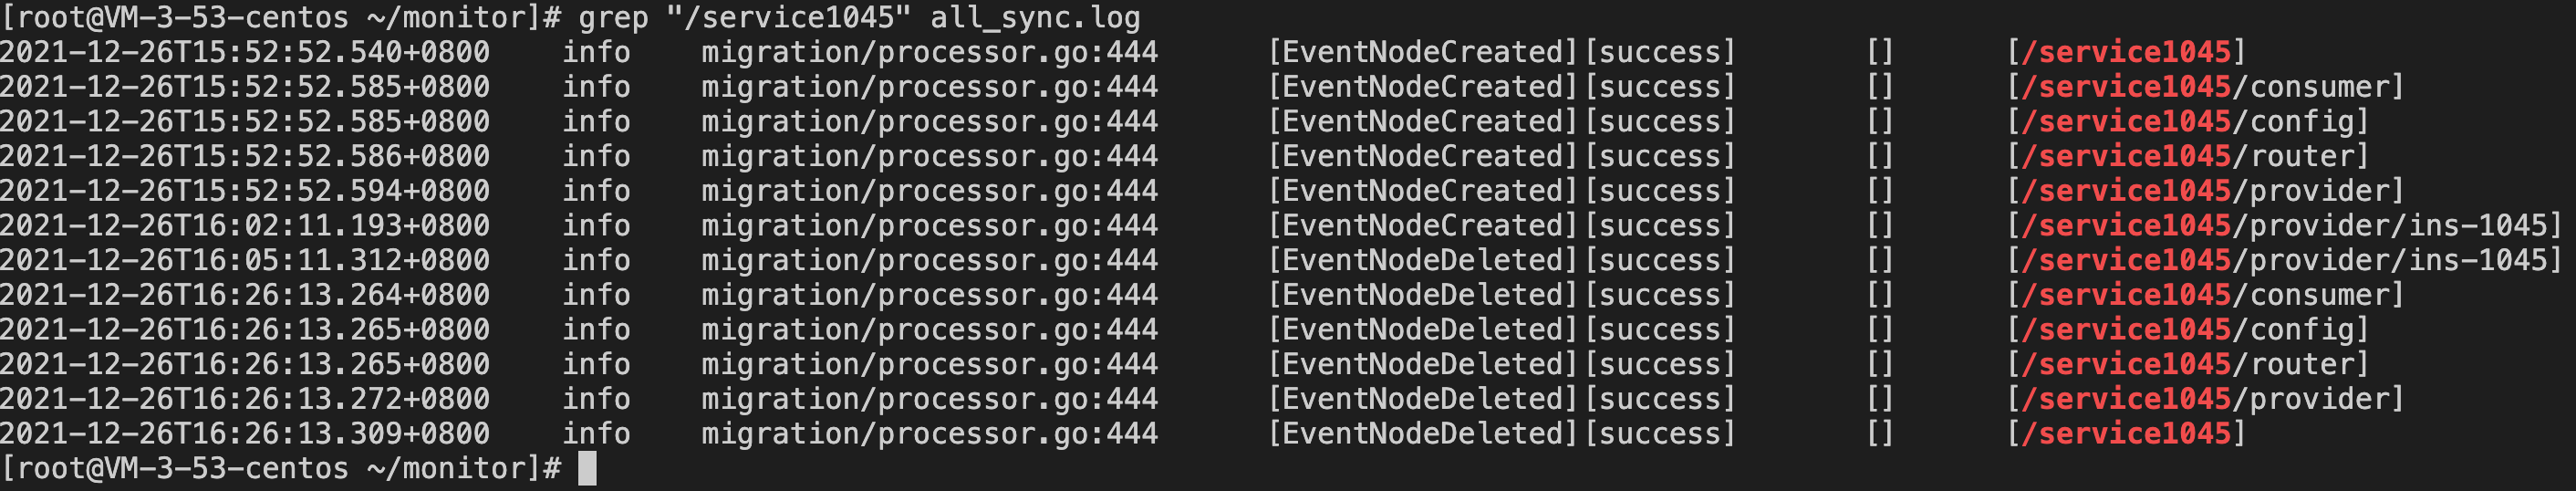 [root@VM-3-53-centos ~/monitor]# grep "/service1045" all_sync.log
2021-12-26T15:52:52.540+0800 info migration/processor.go:444 [EventNodeCreated][success] [] [/service1045]
2021-12-26T15:52:52.585+0800 info migration/processor.go:444 [EventNodeCreated][success] [] [/service1045/consumer]
2021-12-26T15:52:52.585+0800 info migration/processor.go:444 [EventNodeCreated][success] [] [/service1045/config]
2021-12-26T15:52:52.586+0800 info migration/processor.go:444 [EventNodeCreated][success] [] [/service1045/router]
2021-12-26T15:52:52.594+0800 info migration/processor.go:444 [EventNodeCreated][success] [] [/service1045/provider]
2021-12-26T16:02:11.193+0800 info migration/processor.go:444 [EventNodeCreated][success] [] [/service1045/provider/ins-1045]
2021-12-26T16:05:11.312+0800 info migration/processor.go:444 [EventNodeDeleted][success] [] [/service1045/provider/ins-1045]
2021-12-26T16:26:13.264+0800 info migration/processor.go:444 [EventNodeDeleted][success] [] [/service1045/consumer]
2021-12-26T16:26:13.265+0800 info migration/processor.go:444 [EventNodeDeleted][success] [] [/service1045/config]
2021-12-26T16:26:13.265+0800 info migration/processor.go:444 [EventNodeDeleted][success] [] [/service1045/router]
2021-12-26T16:26:13.272+0800 info migration/processor.go:444 [EventNodeDeleted][success] [] [/service1045/provider]
2021-12-26T16:26:13.309+0800 info migration/processor.go:444 [EventNodeDeleted][success] [] [/service1045]
[root@VM-3-53-centos ~/monitor]#